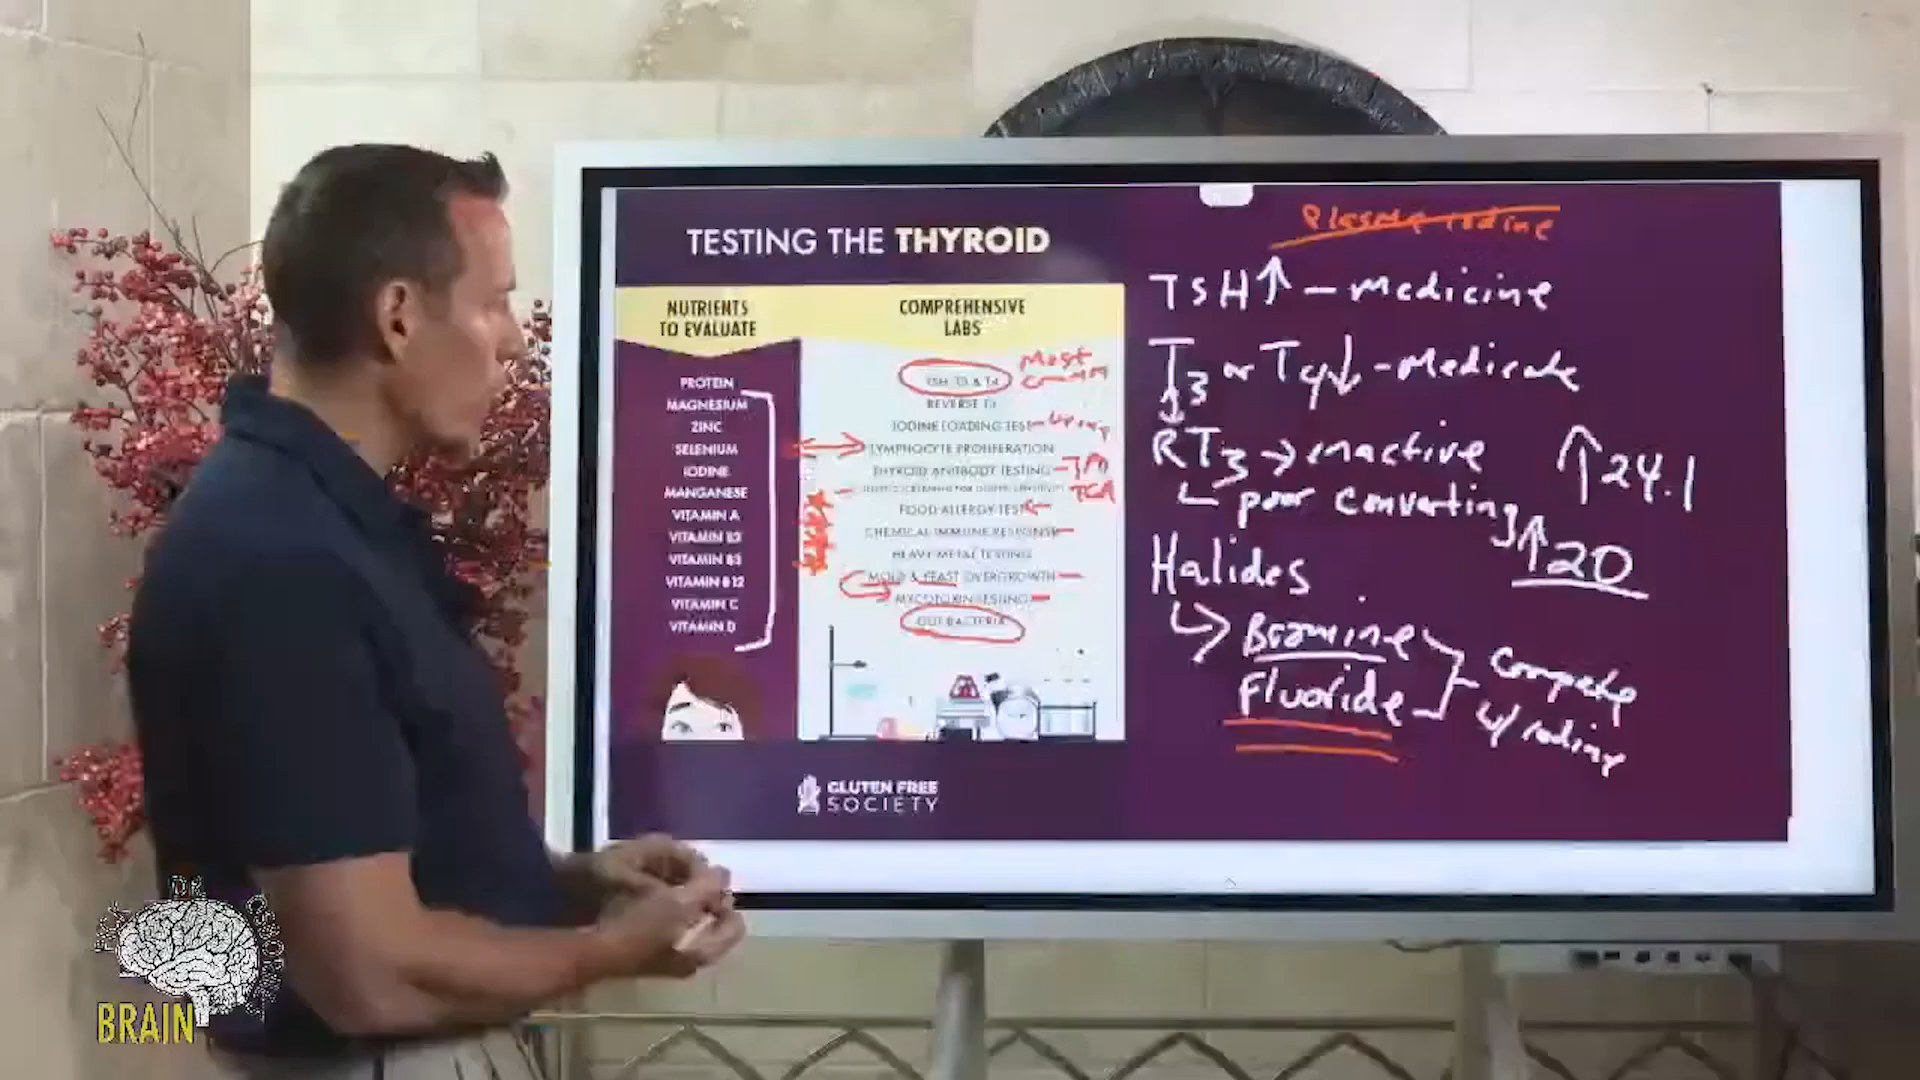 TESTING THE THYROID
NUTRIENTS
TO EVALUATE
PROTEIN
MAGNESIUM
ZINC
SELENIUM
IODINE
MANGANESE
VITAMIN A
VITAMIN B2
VITAMIN B3
VITAMIN B12
VITAMIN C
VITAMIN D
COMPREHENSIVE
LABS
TSH, T3 & T4
Most
common
REVERSE T3
IODINE LOADING TEST
LYMPHOCYTE PROLIFERATION
THYROID ANTIBODY TESTING
FOOD ALLERGY TEST
CHEMICAL IMMUNE RESPONSE
HEAVY METAL TESTING
MOLD & YEAST OVERGROWTH
MYCOTOXIN TESTING
GUT BACTERIA
GLUTEN FREE
SOCIETY
Plasma iodine
TSH↑ - medicine
T3 or T4↓ - medicate
RT3 → inactive
↑24.1
poor converting
↑20
Halides
Bromine
Fluoride
compete
w/ iodine
DR.
OSBORNE
BRAIN